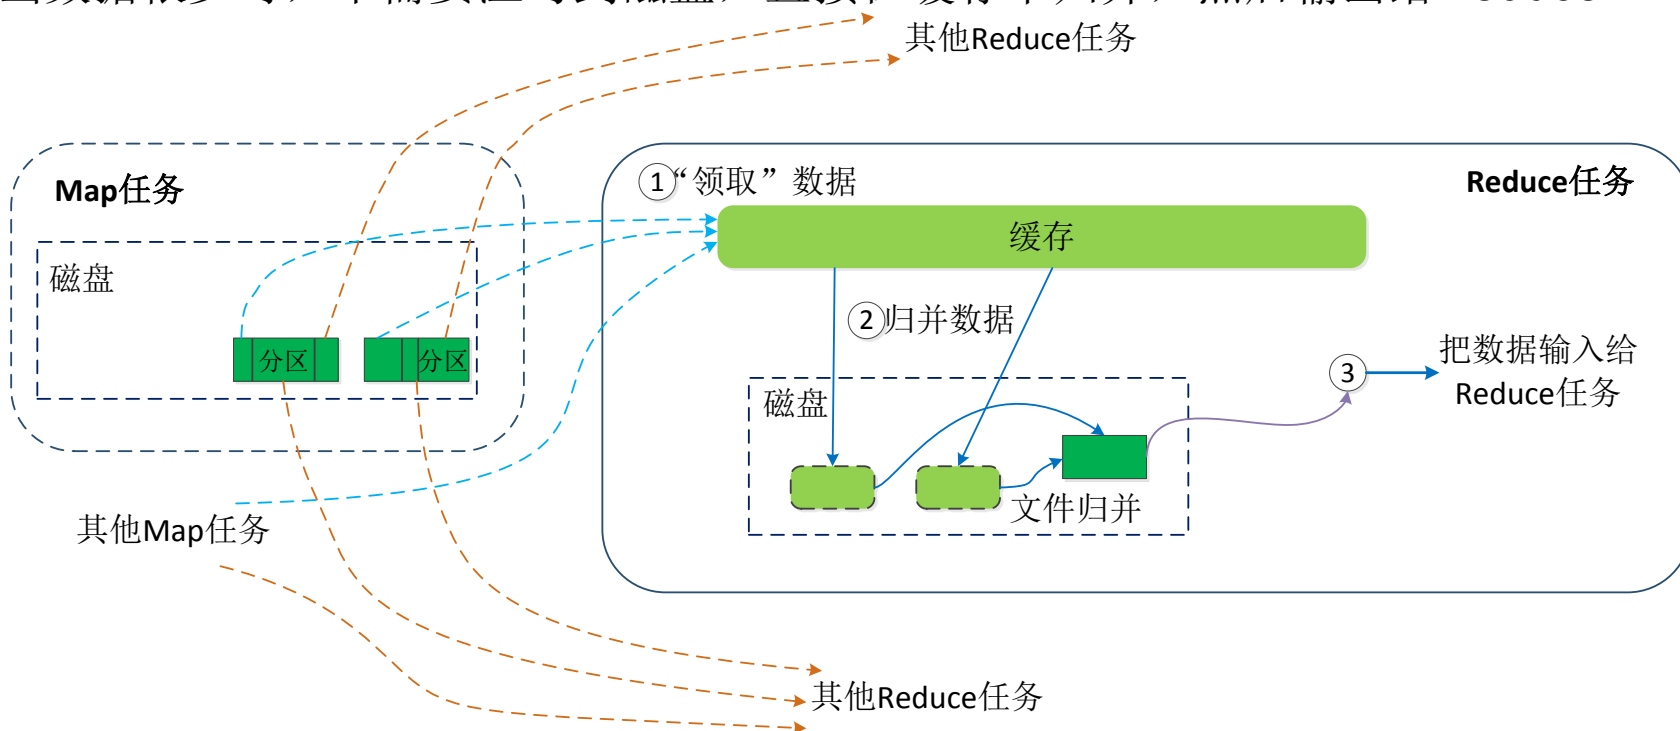 其他Reduce任务
Map任务
①“领取”数据
Reduce任务
缓存
磁盘
②归并数据
分区
分区
③
把数据输入给
Reduce任务
磁盘
文件归并
其他Map任务
其他Reduce任务